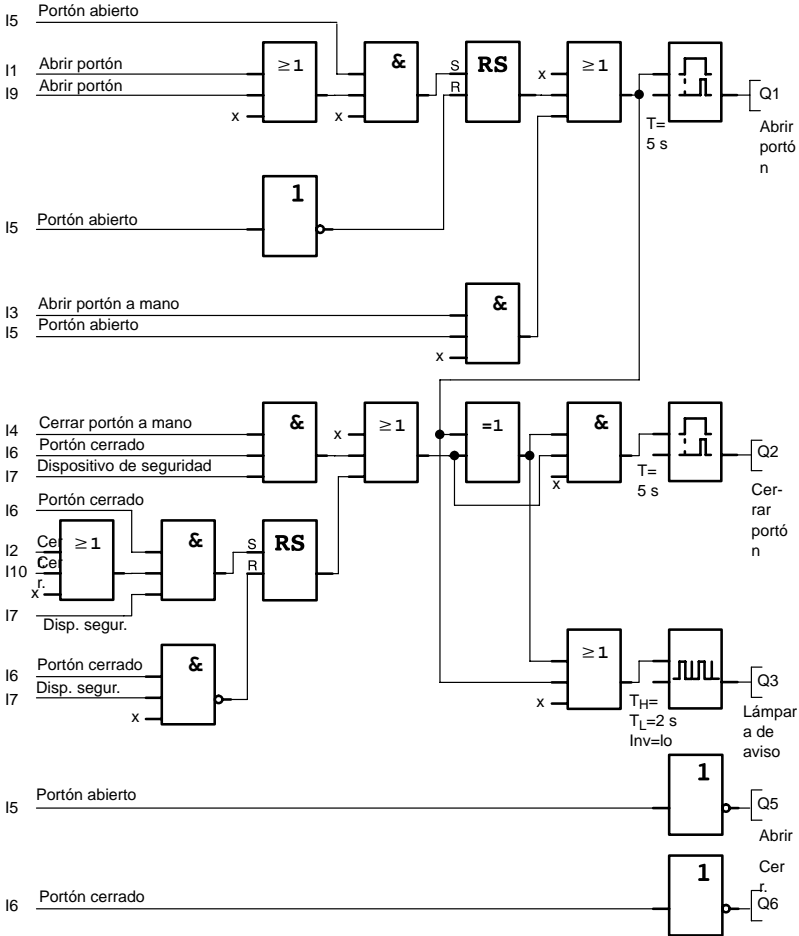 I5 Portón abierto
I1 Abrir portón
I9 Abrir portón
x
≥1
x
&
S
R
RS
x
≥1
T=
5 s
Q1
Abrir
portó
n
I5 Portón abierto
1
I3 Abrir portón a mano
I5 Portón abierto
x
&
I4 Cerrar portón a mano
I6 Portón cerrado
I7 Dispositivo de seguridad
&
x
≥1
=1
&
x
T=
5 s
Q2
Cer-
rar
portó
n
I6 Portón cerrado
I2 Cer
r.
I10 Cer
r.
x
≥1
&
S
R
RS
I7
Disp. segur.
I6 Portón cerrado
I7 Disp. segur.
x
&
≥1
x
TH=
TL=2 s
Inv=lo
Q3
Lámpar
a de
aviso
I5 Portón abierto
1
Q5
Abrir
I6 Portón cerrado
1
Cer
r.
Q6